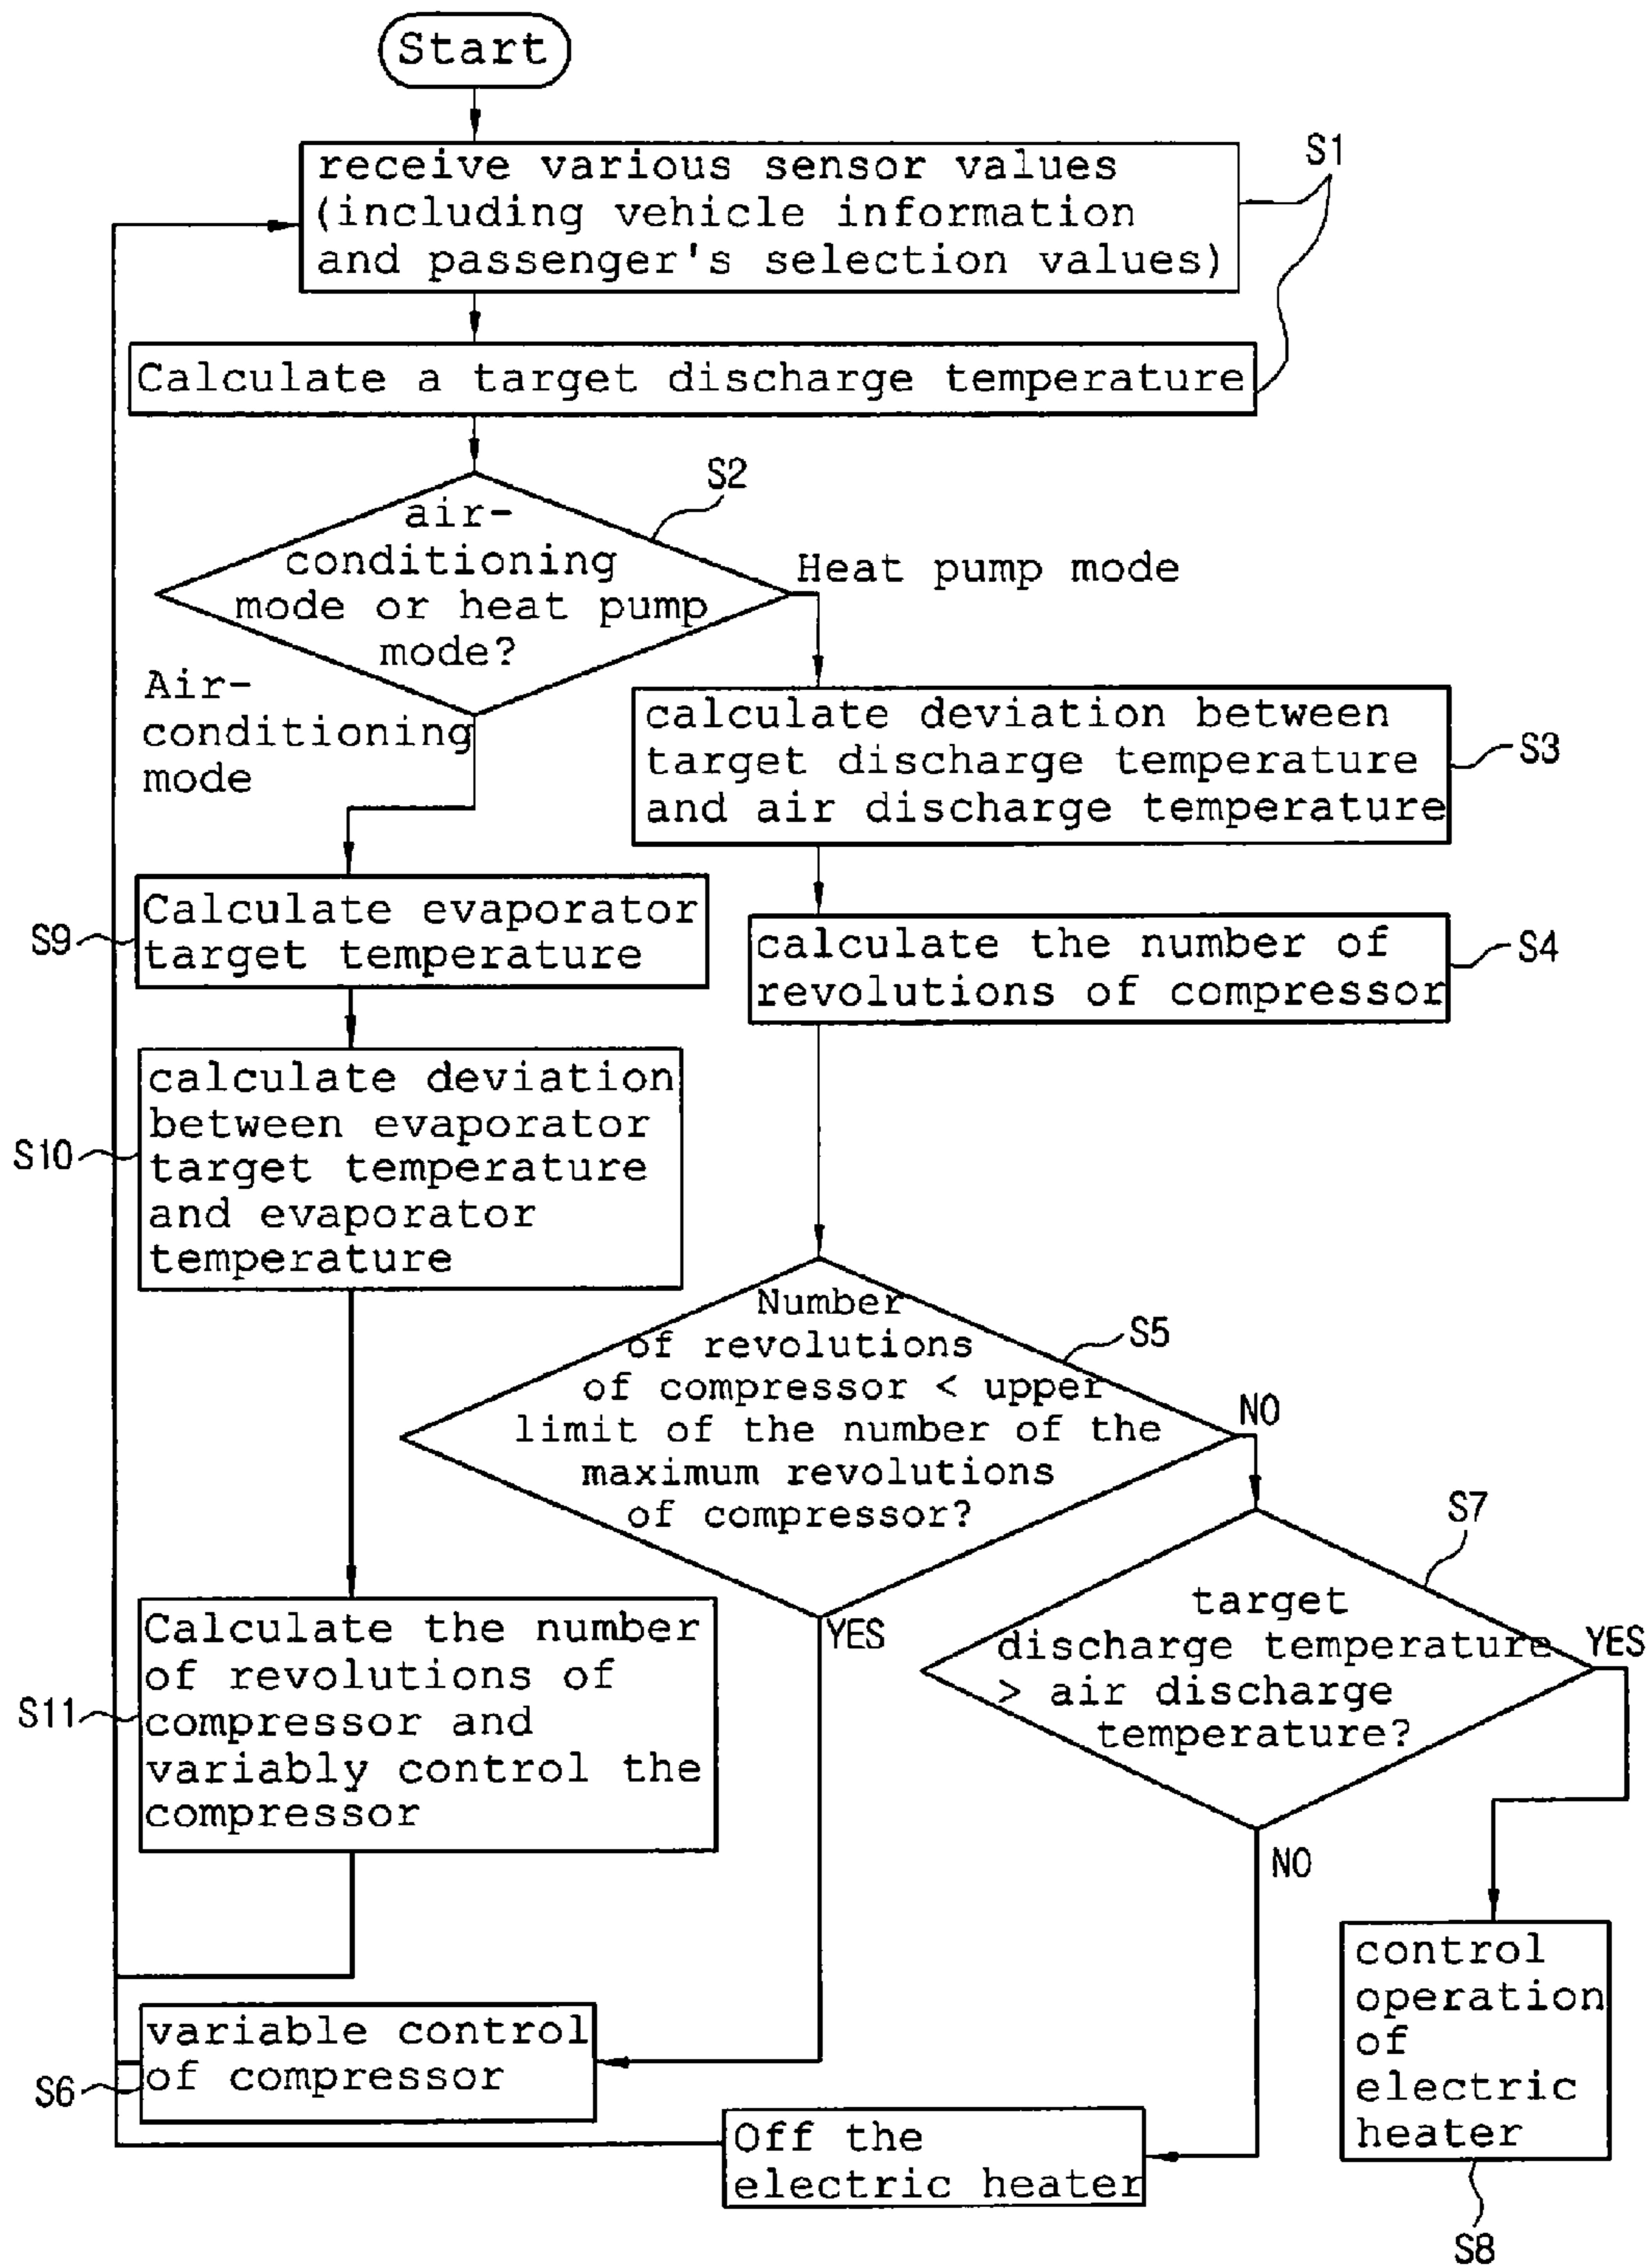 Start
receive various sensor values
(including vehicle information
and passenger's selection values)
S1
Calculate a target discharge temperature
S2
air-
conditioning
mode or heat pump
mode?
Heat pump mode
Air-
conditioning
mode
calculate deviation between
target discharge temperature
and air discharge temperature
S3
Calculate evaporator
target temperature
S9
calculate the number of
revolutions of compressor
S4
calculate deviation
between evaporator
target temperature
and evaporator
temperature
S10
Number
of revolutions
of compressor < upper
limit of the number of the
maximum revolutions
of compressor?
S5
NO
YES
S7
target
discharge temperature
> air discharge
temperature?
YES
NO
Calculate the number
of revolutions of
compressor and
variably control the
compressor
S11
control
operation
of
electric
heater
S8
variable control
of compressor
S6
Off the
electric heater